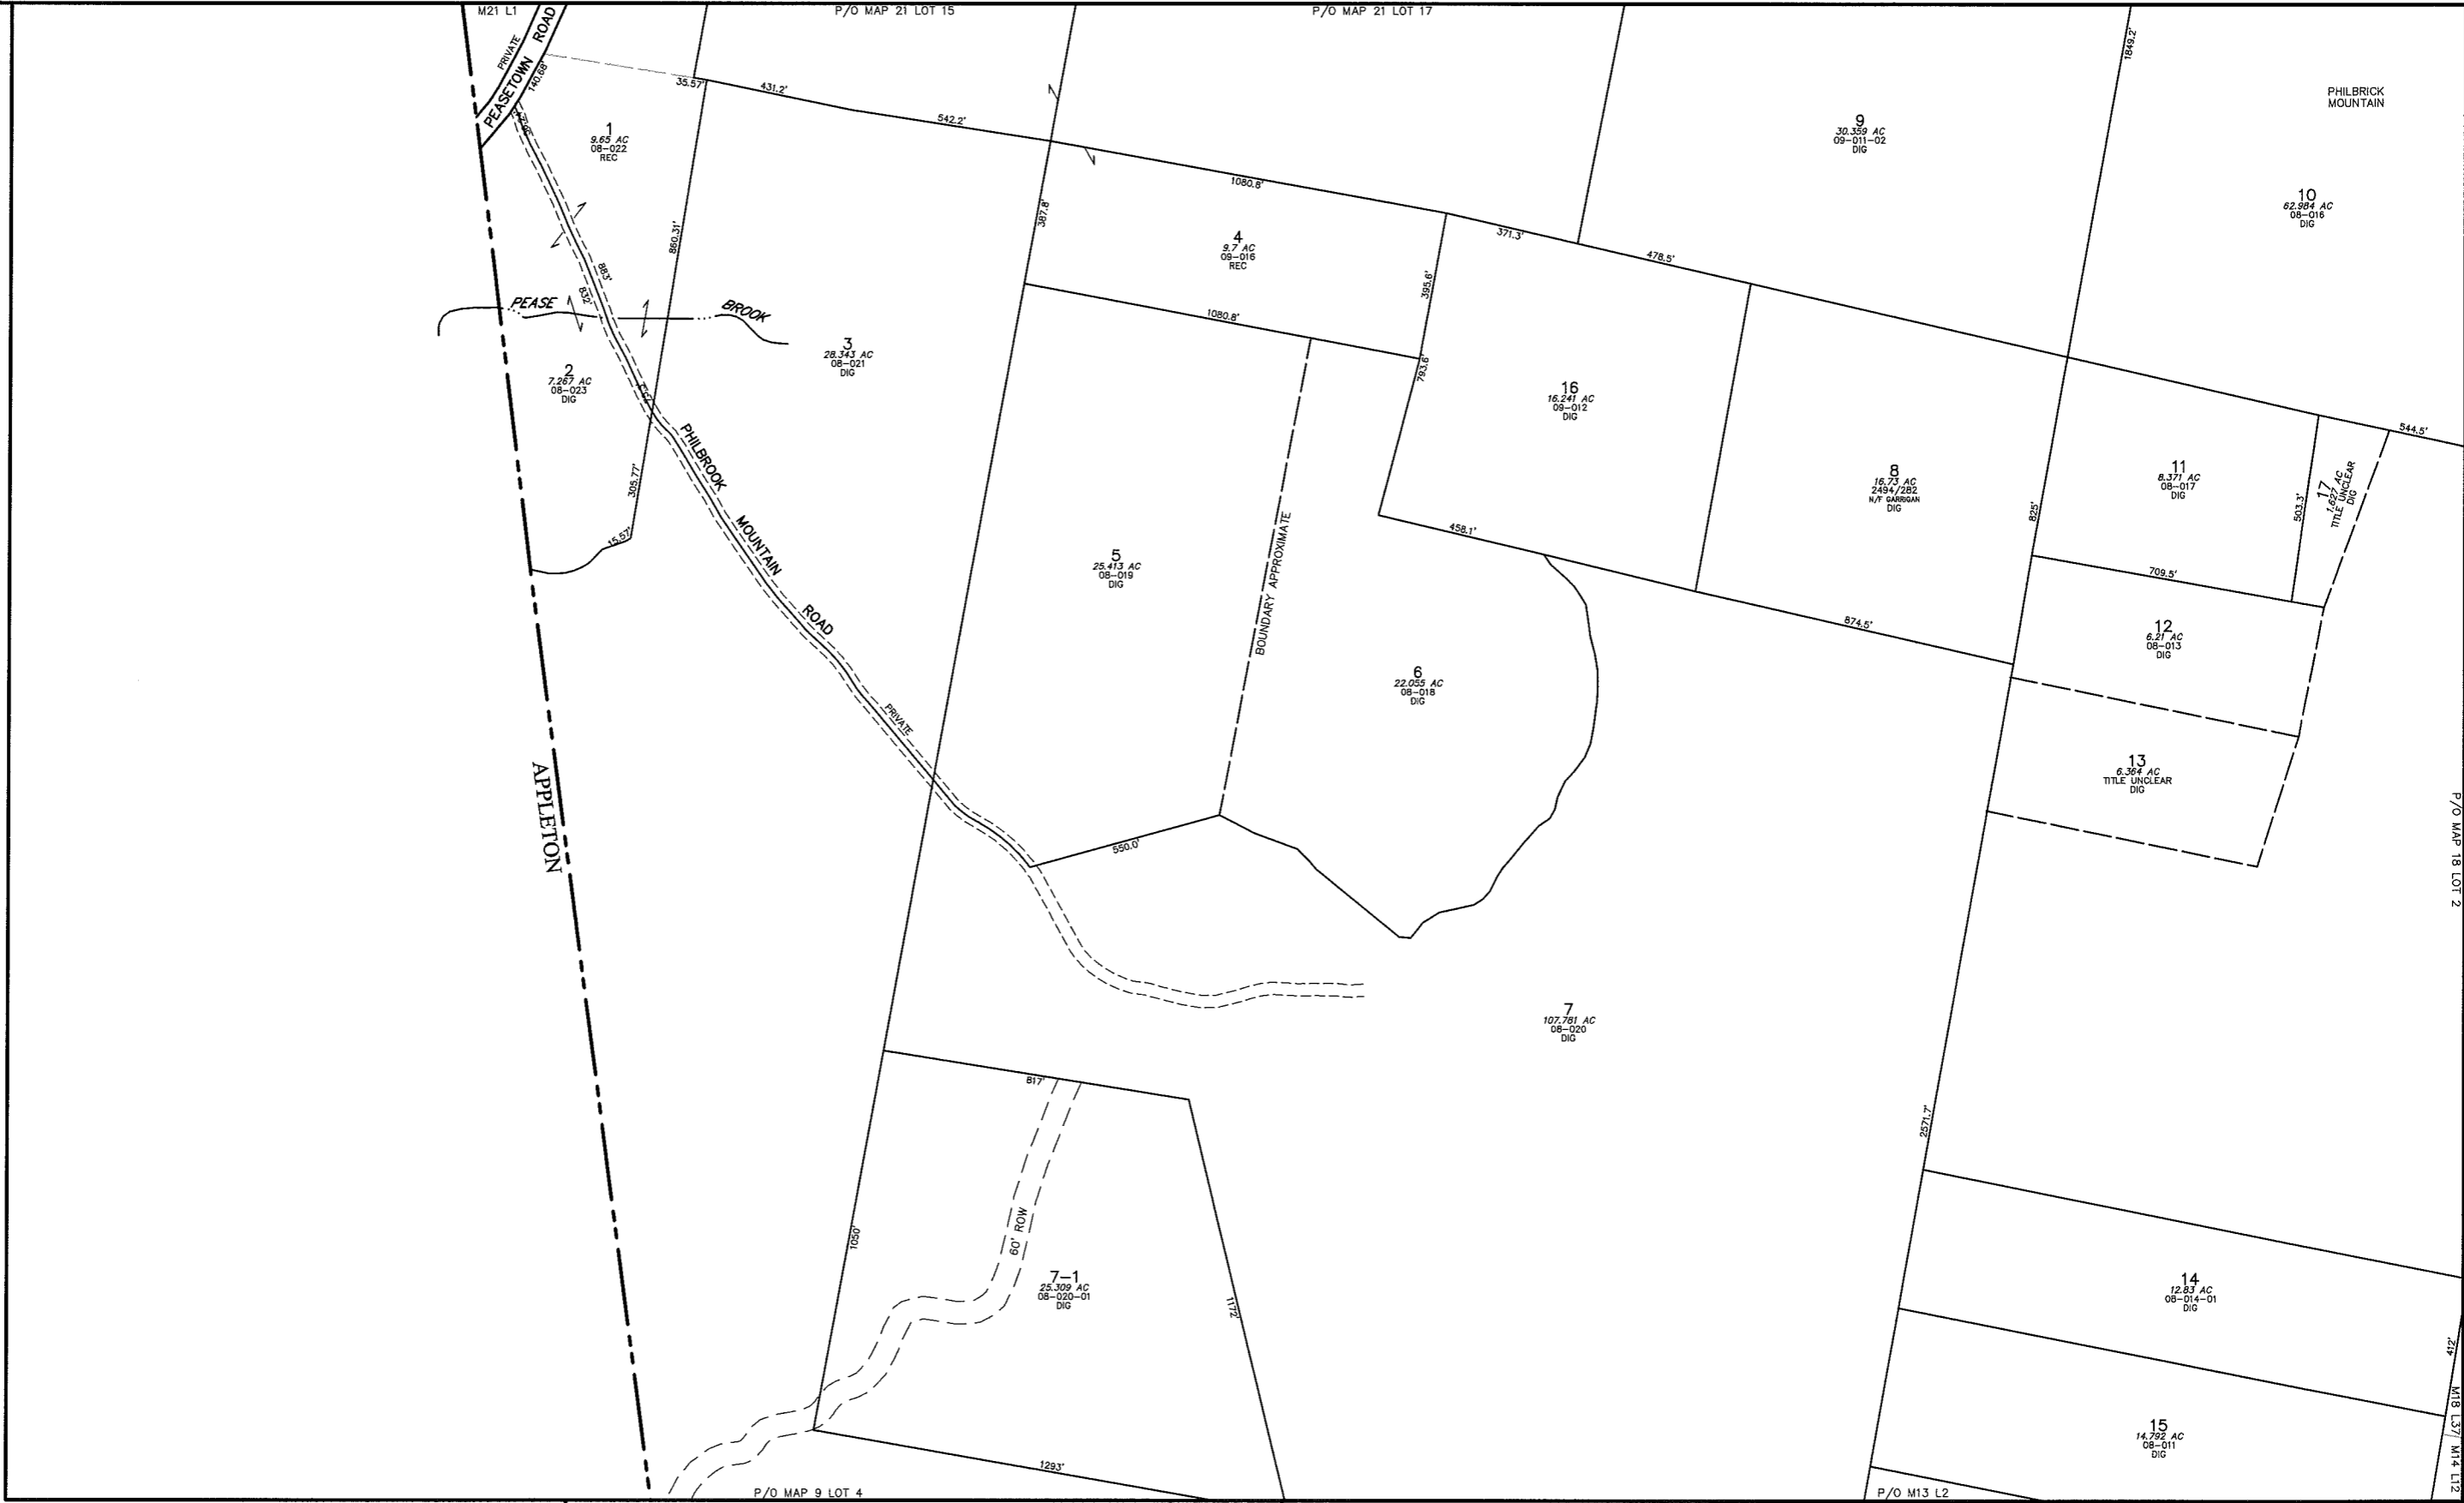 M21 L1
P/O MAP 21 LOT 15
P/O MAP 21 LOT 17
PRIVATE
PEASETOWN ROAD
140.68'
35.57'
431.2'
542.2'
1849.2'
PHILBRICK
MOUNTAIN
1
9.65 AC
08-022
REC
9
30.359 AC
09-011-02
DIG
10
62.984 AC
08-016
DIG
1080.8'
387.8'
860.31'
4
9.7 AC
09-016
REC
371.3'
478.5'
395.6'
883'
832'
PEASE
BROOK
1080.8'
3
28.343 AC
08-021
DIG
2
7.267 AC
08-023
DIG
793.6'
16
16.241 AC
09-012
DIG
544.5'
PHILBROOK
MOUNTAIN
ROAD
PRIVATE
305.77'
15.57'
8
16.73 AC
2494/282
N/F GARRIGAN
DIG
11
8.371 AC
08-017
DIG
503.3'
17
1.627 AC
TITLE UNCLEAR
DIG
825'
458.1'
BOUNDARY APPROXIMATE
5
25.413 AC
08-019
DIG
709.5'
874.5'
12
6.21 AC
08-013
DIG
6
22.055 AC
08-018
DIG
13
6.364 AC
TITLE UNCLEAR
DIG
APPLETON
550.0'
P/O MAP 18 LOT 2
7
107.781 AC
08-020
DIG
817'
2571.7'
1050'
60' ROW
7-1
25.309 AC
08-020-01
DIG
1172'
14
12.83 AC
08-014-01
DIG
412'
15
14.792 AC
08-011
DIG
M18 L37
M14 L12
1293'
P/O MAP 9 LOT 4
P/O M13 L2